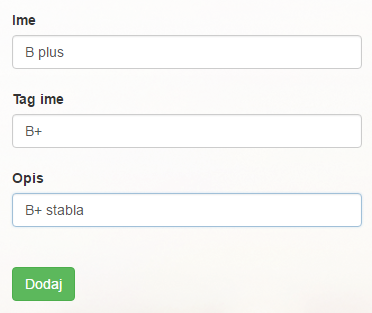 Ime
B plus
Tag ime
B+
Opis
B+ stabla
Dodaj